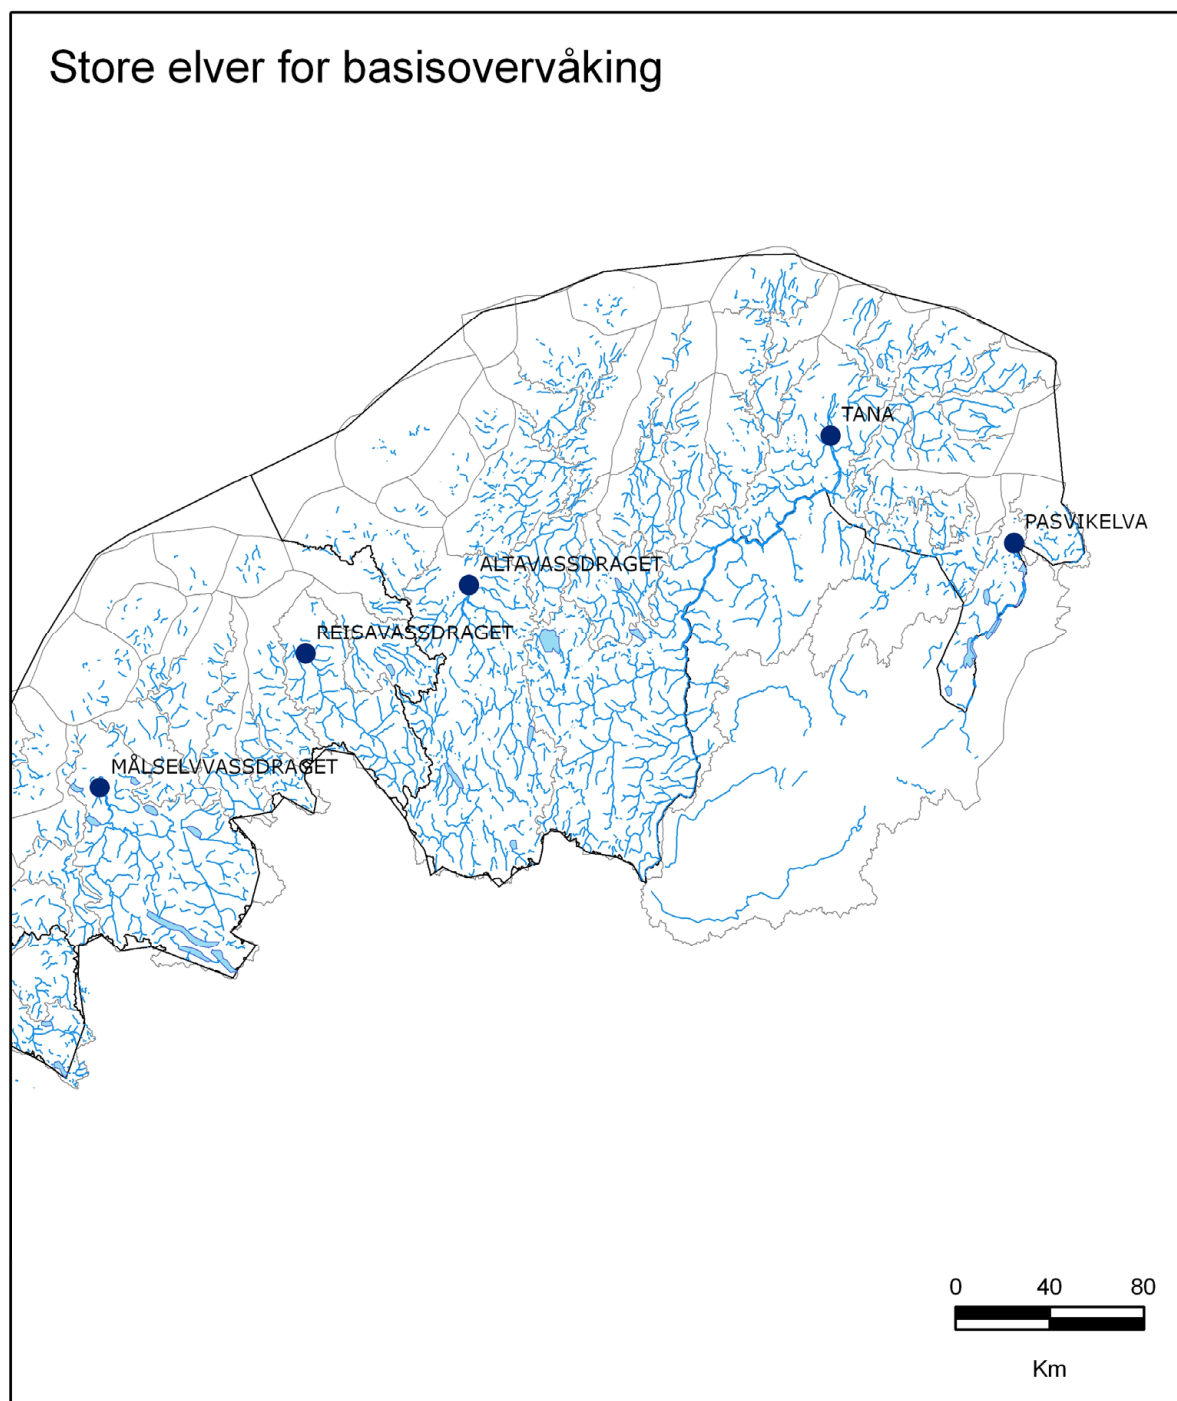 Store elver for basisovervåking
TANA
PASVIKELVA
ALTAVASSDRAGET
REISAVASSDRAGET
MÅLSELVVASSDRAGET
0 40 80
Km